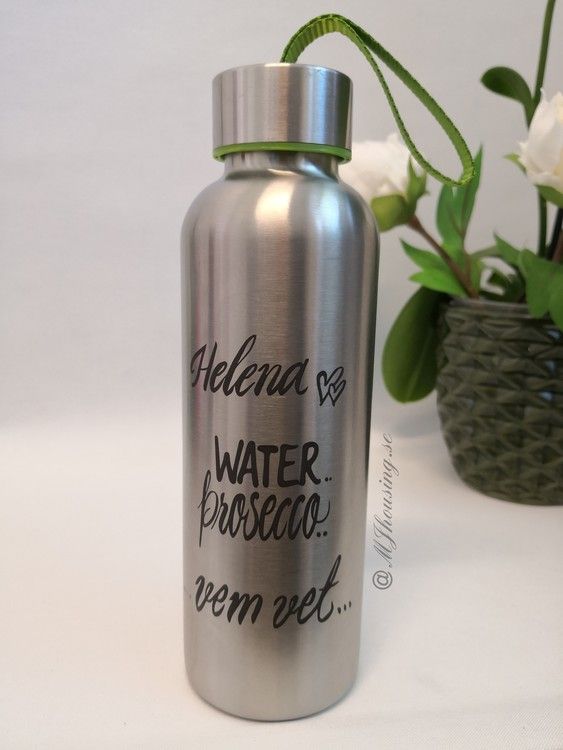 Helena
WATER..
prosecco..
... vem vet...
@MJhousing.se